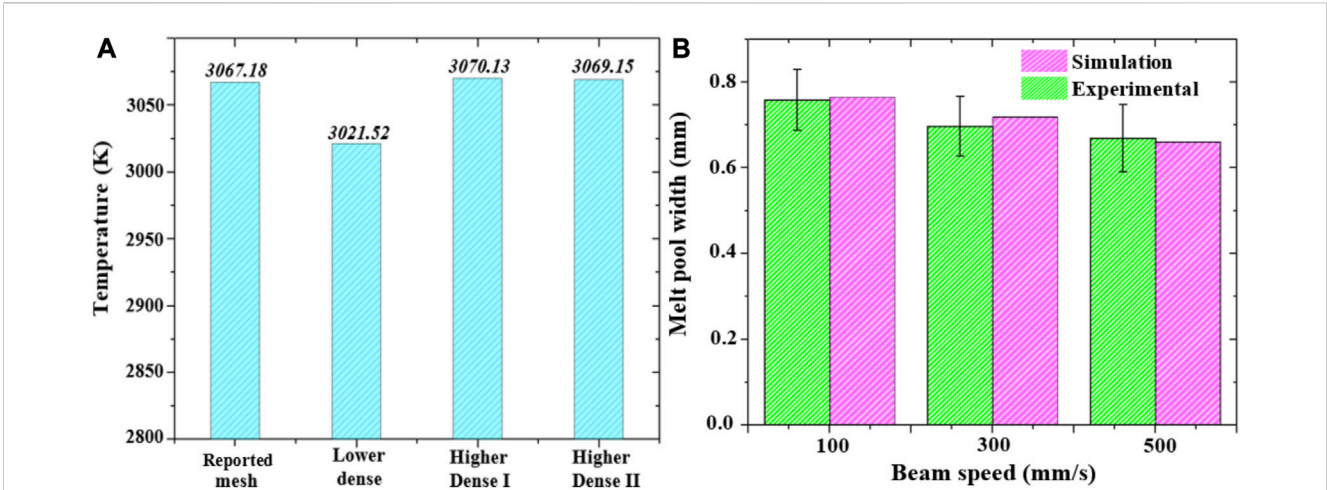 A
Temperature (K)
3050
3000
2950
2900
2850
2800
3067.18
3021.52
3070.13
3069.15
Reported
mesh
Lower
dense
Higher
Dense I
Higher
Dense II
B
Melt pool width (mm)
0.8
0.6
0.4
0.2
0.0
Simulation
Experimental
100
300
500
Beam speed (mm/s)